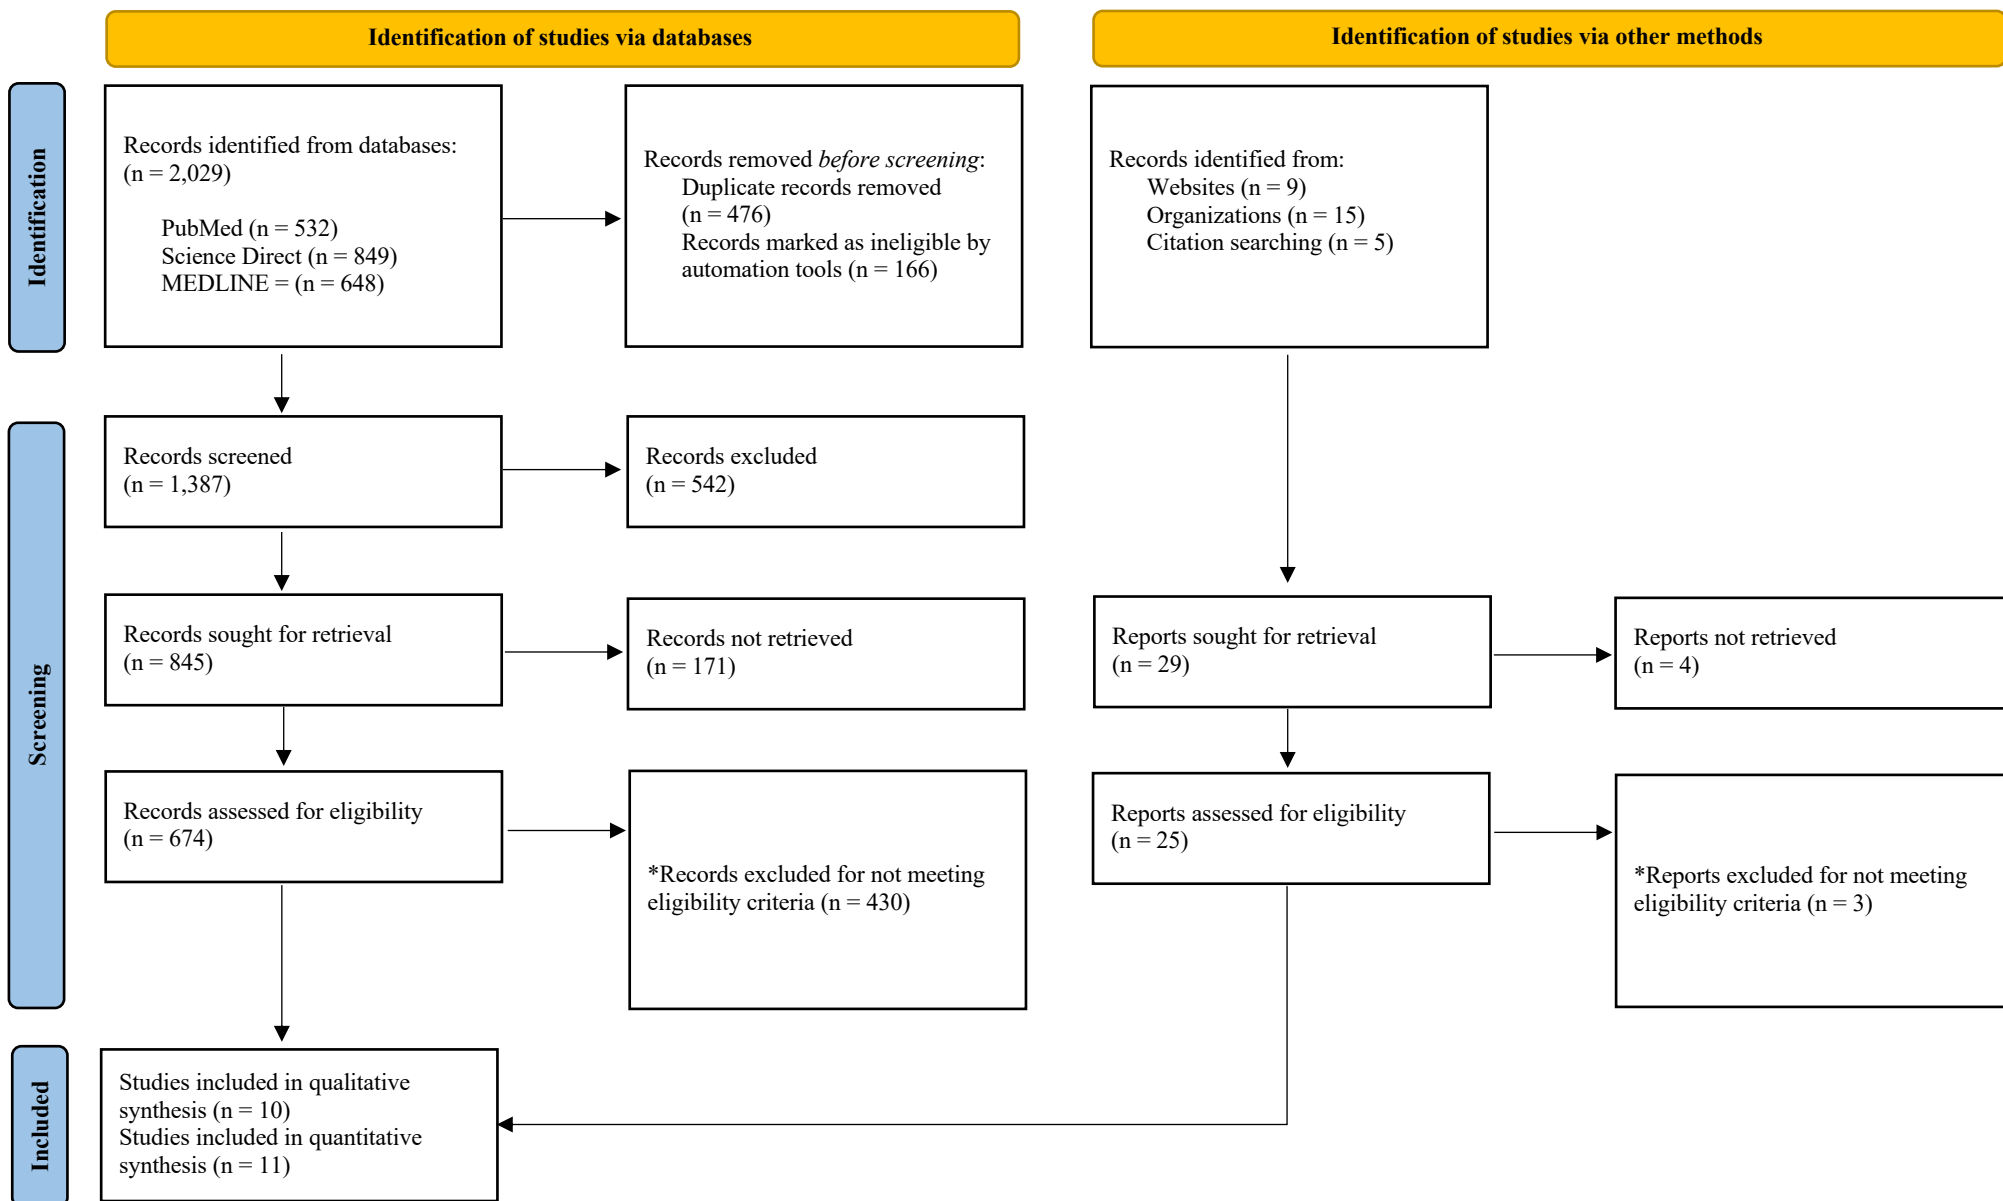 Identification of studies via databases
Identification of studies via other methods
Identification
Records identified from databases:
(n = 2,029)
PubMed (n = 532)
Science Direct (n = 849)
MEDLINE = (n = 648)
Records removed before screening:
Duplicate records removed
(n = 476)
Records marked as ineligible by
automation tools (n = 166)
Records identified from:
Websites (n = 9)
Organizations (n = 15)
Citation searching (n = 5)
Screening
Records screened
(n = 1,387)
Records excluded
(n = 542)
Records sought for retrieval
(n = 845)
Records not retrieved
(n = 171)
Reports sought for retrieval
(n = 29)
Reports not retrieved
(n = 4)
Records assessed for eligibility
(n = 674)
*Records excluded for not meeting
eligibility criteria (n = 430)
Reports assessed for eligibility
(n = 25)
*Reports excluded for not meeting
eligibility criteria (n = 3)
Included
Studies included in qualitative
synthesis (n = 10)
Studies included in quantitative
synthesis (n = 11)